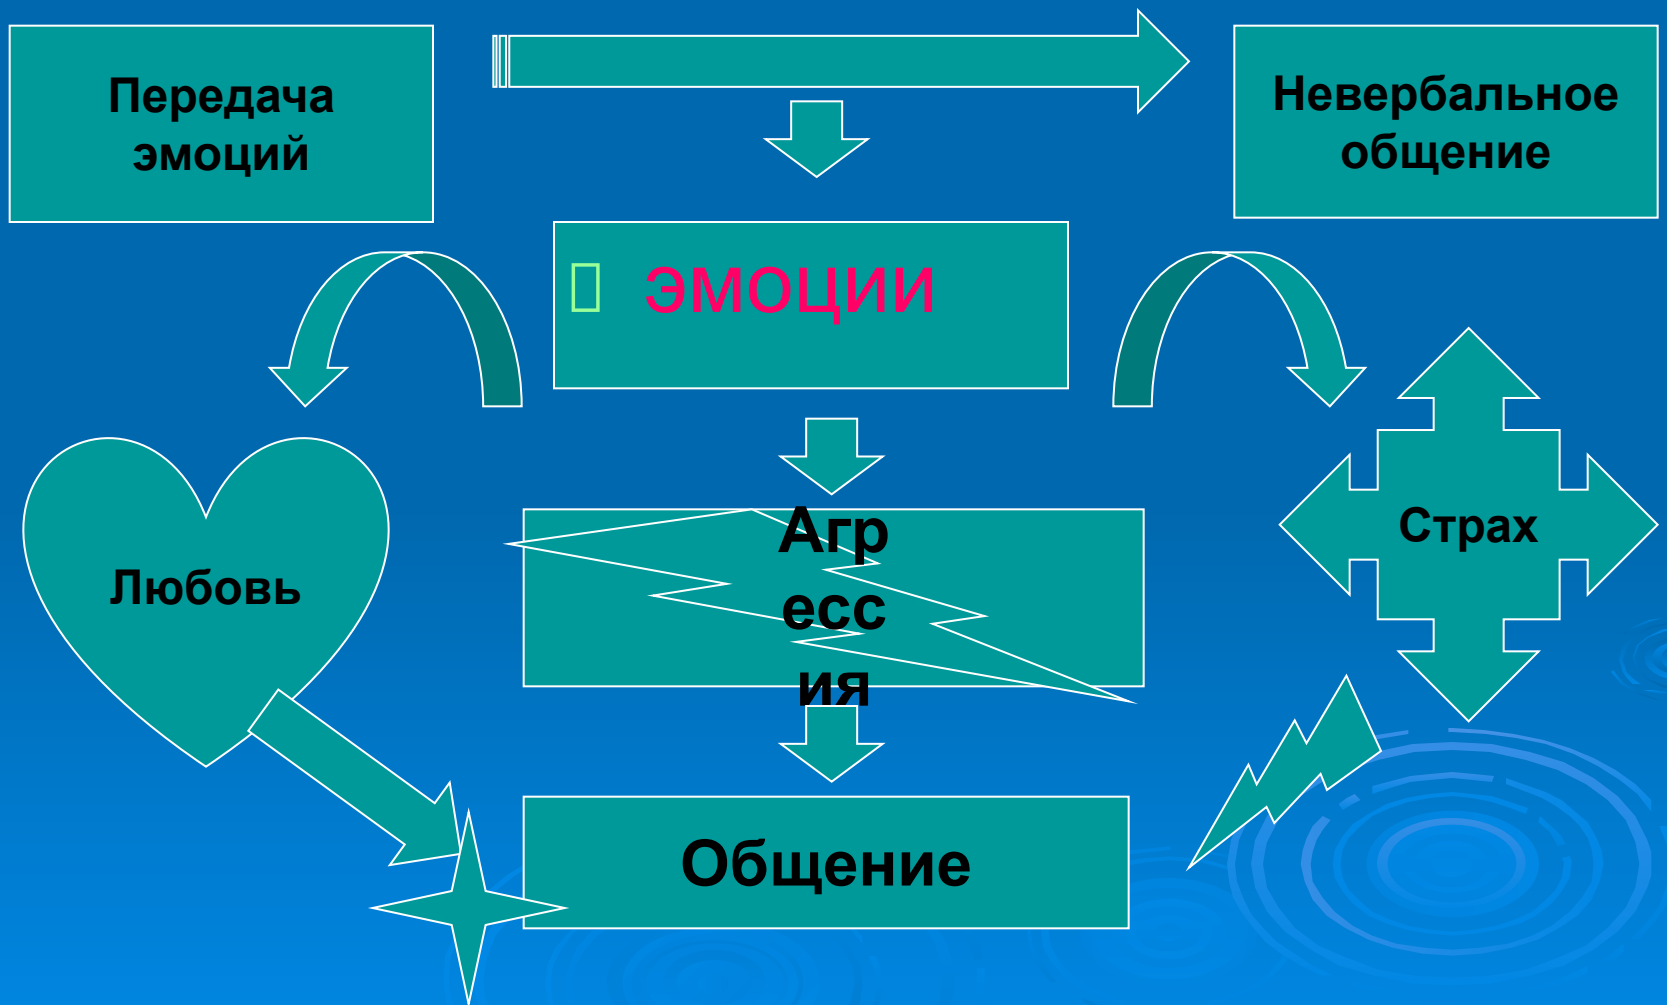 Передача
эмоций
Невербальное
общение
ЭМОЦИИ
Любовь
Агр
есс
ия
Страх
Общение